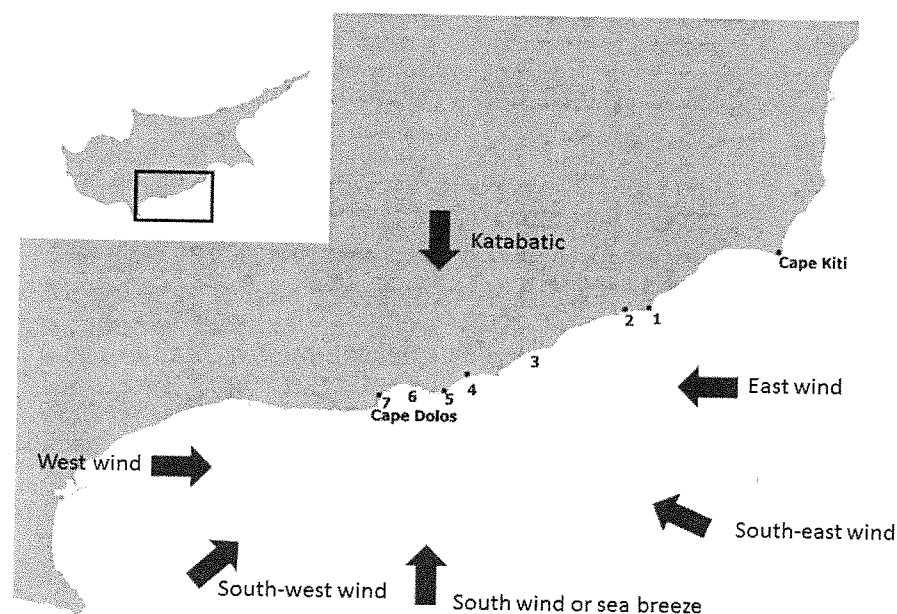 Katabatic
Cape Kiti
2 1
3
East wind
4
7 6 5
Cape Dolos
West wind
South-east wind
South-west wind
South wind or sea breeze